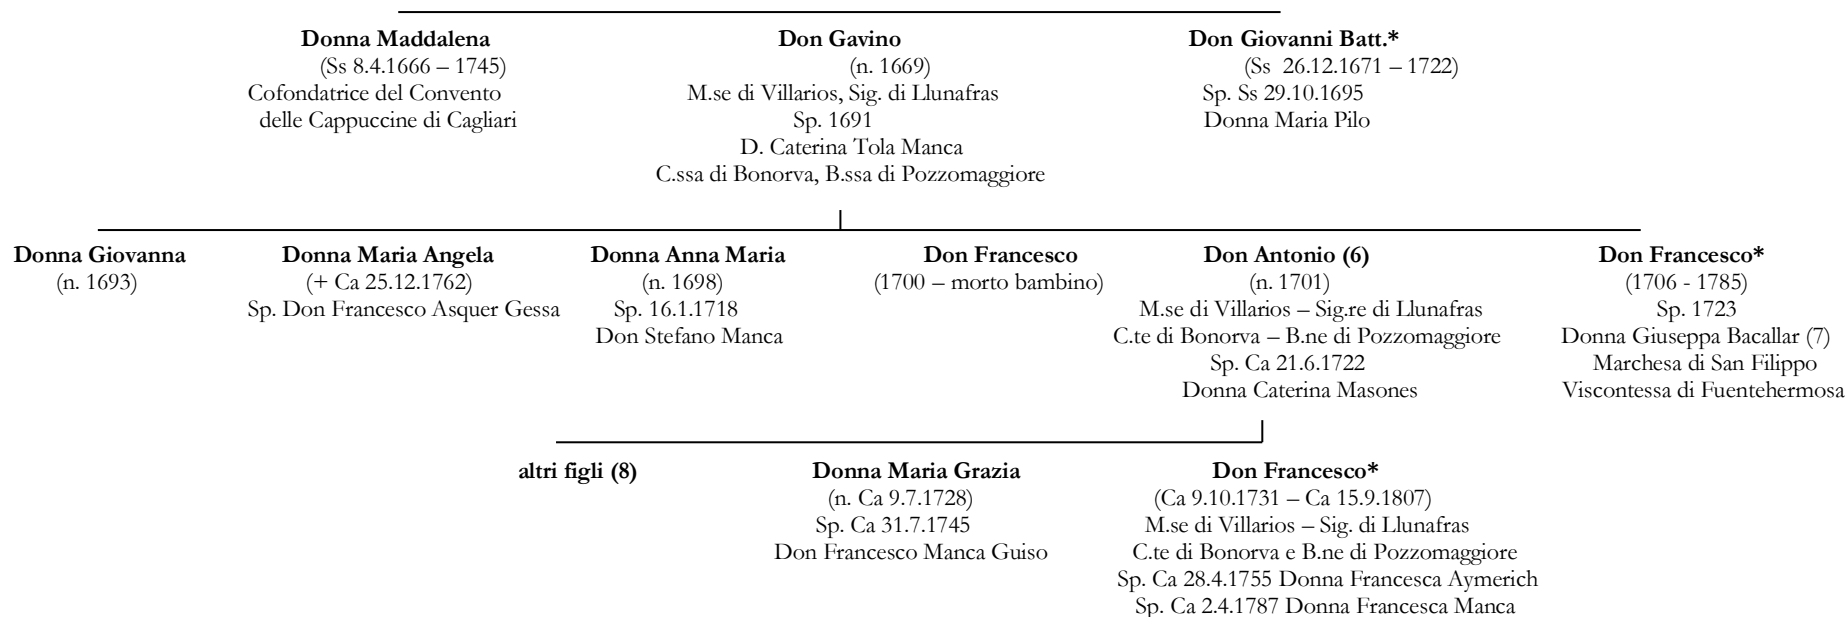 Donna Maddalena
(Ss 8.4.1666 – 1745)
Cofondatrice del Convento
delle Cappuccine di Cagliari
Don Gavino
(n. 1669)
M.se di Villarios, Sig. di Llunafras
Sp. 1691
D. Caterina Tola Manca
C.ssa di Bonorva, B.ssa di Pozzomaggiore
Don Giovanni Batt.*
(Ss 26.12.1671 – 1722)
Sp. Ss 29.10.1695
Donna Maria Pilo
Donna Giovanna
(n. 1693)
Donna Maria Angela
(+ Ca 25.12.1762)
Sp. Don Francesco Asquer Gessa
Donna Anna Maria
(n. 1698)
Sp. 16.1.1718
Don Stefano Manca
Don Francesco
(1700 – morto bambino)
Don Antonio (6)
(n. 1701)
M.se di Villarios – Sig.re di Llunafras
C.te di Bonorva – B.ne di Pozzomaggiore
Sp. Ca 21.6.1722
Donna Caterina Masones
Don Francesco*
(1706 - 1785)
Sp. 1723
Donna Giuseppa Bacallar (7)
Marchesa di San Filippo
Viscontessa di Fuentehermosa
altri figli (8)
Donna Maria Grazia
(n. Ca 9.7.1728)
Sp. Ca 31.7.1745
Don Francesco Manca Guiso
Don Francesco*
(Ca 9.10.1731 – Ca 15.9.1807)
M.se di Villarios – Sig. di Llunafras
C.te di Bonorva e B.ne di Pozzomaggiore
Sp. Ca 28.4.1755 Donna Francesca Aymerich
Sp. Ca 2.4.1787 Donna Francesca Manca